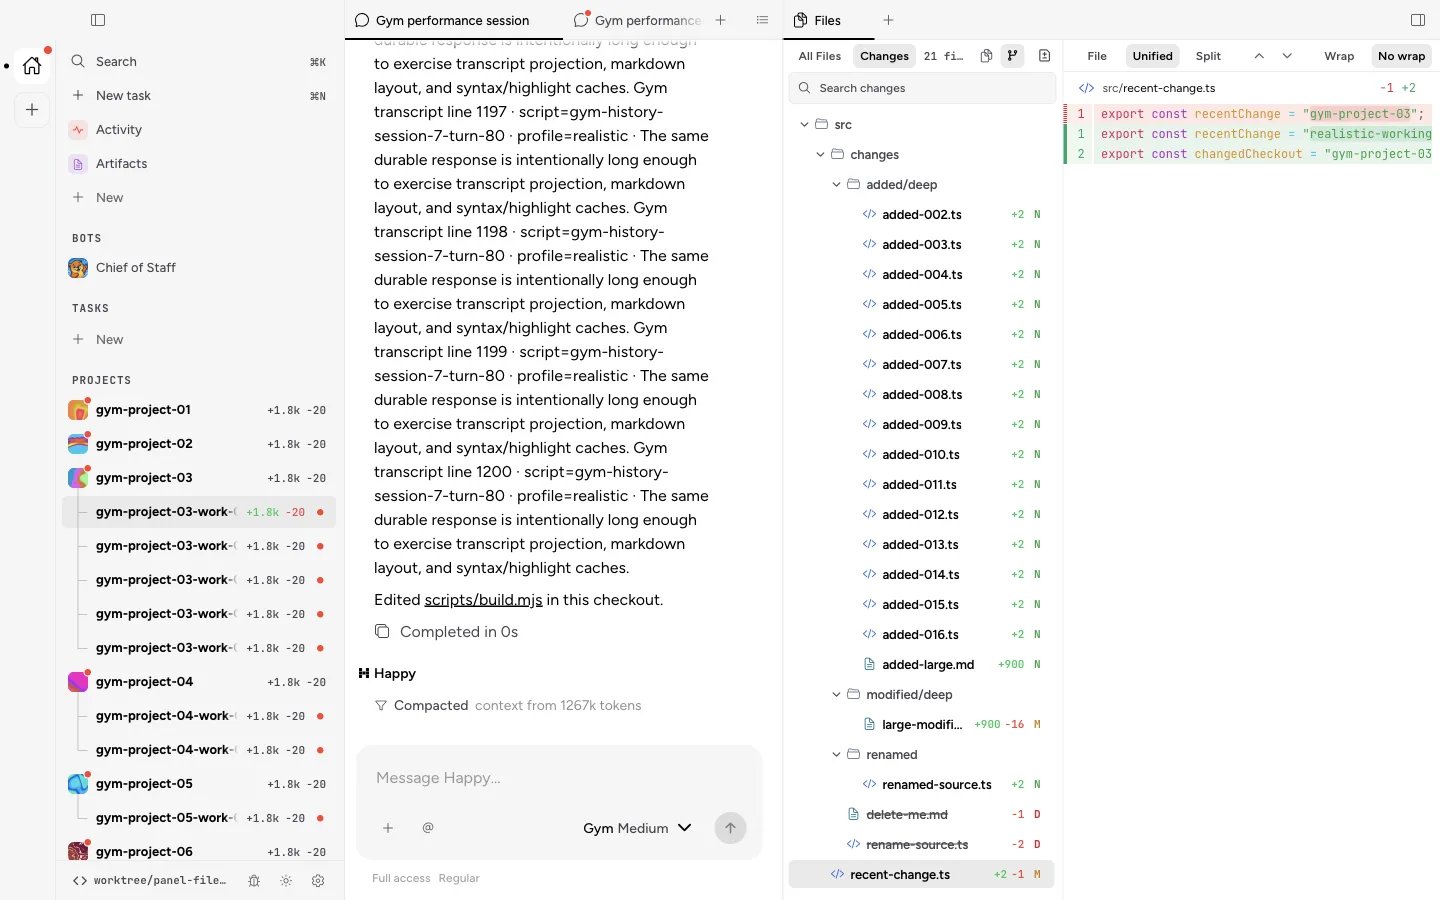 Search ⌘K
New task ⌘N
Activity
Artifacts
New
BOTS
Chief of Staff
TASKS
New
PROJECTS
gym-project-01 +1.8k -20
gym-project-02 +1.8k -20
gym-project-03 +1.8k -20
gym-project-03-work- +1.8k -20
gym-project-03-work- +1.8k -20
gym-project-03-work- +1.8k -20
gym-project-03-work- +1.8k -20
gym-project-03-work- +1.8k -20
gym-project-04 +1.8k -20
gym-project-04-work- +1.8k -20
gym-project-04-work- +1.8k -20
gym-project-05 +1.8k -20
gym-project-05-work- +1.8k -20
gym-project-06 +1.8k -20
worktree/panel-file…
Gym performance session
Gym performance
durable response is intentionally long enough
to exercise transcript projection, markdown
layout, and syntax/highlight caches. Gym
transcript line 1197 · script=gym-history-
session-7-turn-80 · profile=realistic · The same
durable response is intentionally long enough
to exercise transcript projection, markdown
layout, and syntax/highlight caches. Gym
transcript line 1198 · script=gym-history-
session-7-turn-80 · profile=realistic · The same
durable response is intentionally long enough
to exercise transcript projection, markdown
layout, and syntax/highlight caches. Gym
transcript line 1199 · script=gym-history-
session-7-turn-80 · profile=realistic · The same
durable response is intentionally long enough
to exercise transcript projection, markdown
layout, and syntax/highlight caches. Gym
transcript line 1200 · script=gym-history-
session-7-turn-80 · profile=realistic · The same
durable response is intentionally long enough
to exercise transcript projection, markdown
layout, and syntax/highlight caches.
Edited scripts/build.mjs in this checkout.
Completed in 0s
Happy
Compacted context from 1267k tokens
Message Happy...
@ Gym Medium
Full access Regular
Files
All Files Changes 21 fi…
Search changes
src
changes
added/deep
added-002.ts +2 N
added-003.ts +2 N
added-004.ts +2 N
added-005.ts +2 N
added-006.ts +2 N
added-007.ts +2 N
added-008.ts +2 N
added-009.ts +2 N
added-010.ts +2 N
added-011.ts +2 N
added-012.ts +2 N
added-013.ts +2 N
added-014.ts +2 N
added-015.ts +2 N
added-016.ts +2 N
added-large.md +900 N
modified/deep
large-modifi… +900 -16 M
renamed
renamed-source.ts +2 N
delete-me.md -1 D
rename-source.ts -2 D
recent-change.ts +2 -1 M
File Unified Split Wrap No wrap
src/recent-change.ts -1 +2
1 export const recentChange = "gym-project-03";
1 export const recentChange = "realistic-working
2 export const changedCheckout = "gym-project-03